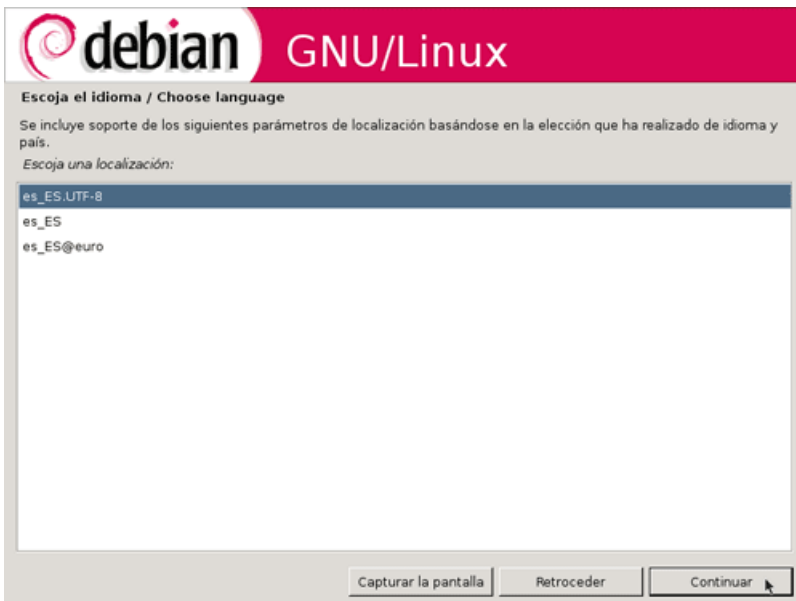 debian GNU/Linux
Escoja el idioma / Choose language
Se incluye soporte de los siguientes parámetros de localización basándose en la elección que ha realizado de idioma y
país.
Escoja una localización:
es_ES.UTF-8
es_ES
es_ES@euro
Capturar la pantalla Retroceder Continuar